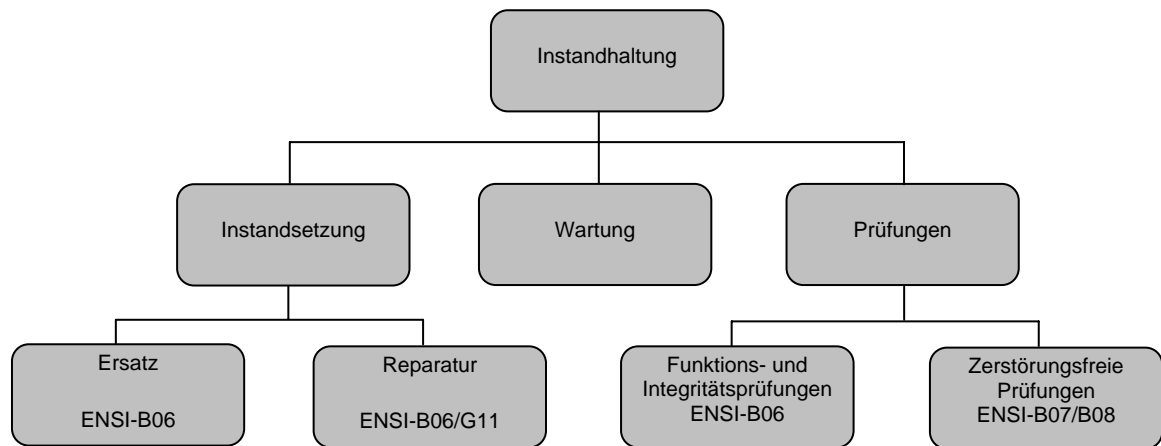 Instandhaltung
Instandsetzung
Wartung
Prüfungen
Ersatz
ENSI-B06
Reparatur
ENSI-B06/G11
Funktions- und
Integritätsprüfungen
ENSI-B06
Zerstörungsfreie
Prüfungen
ENSI-B07/B08